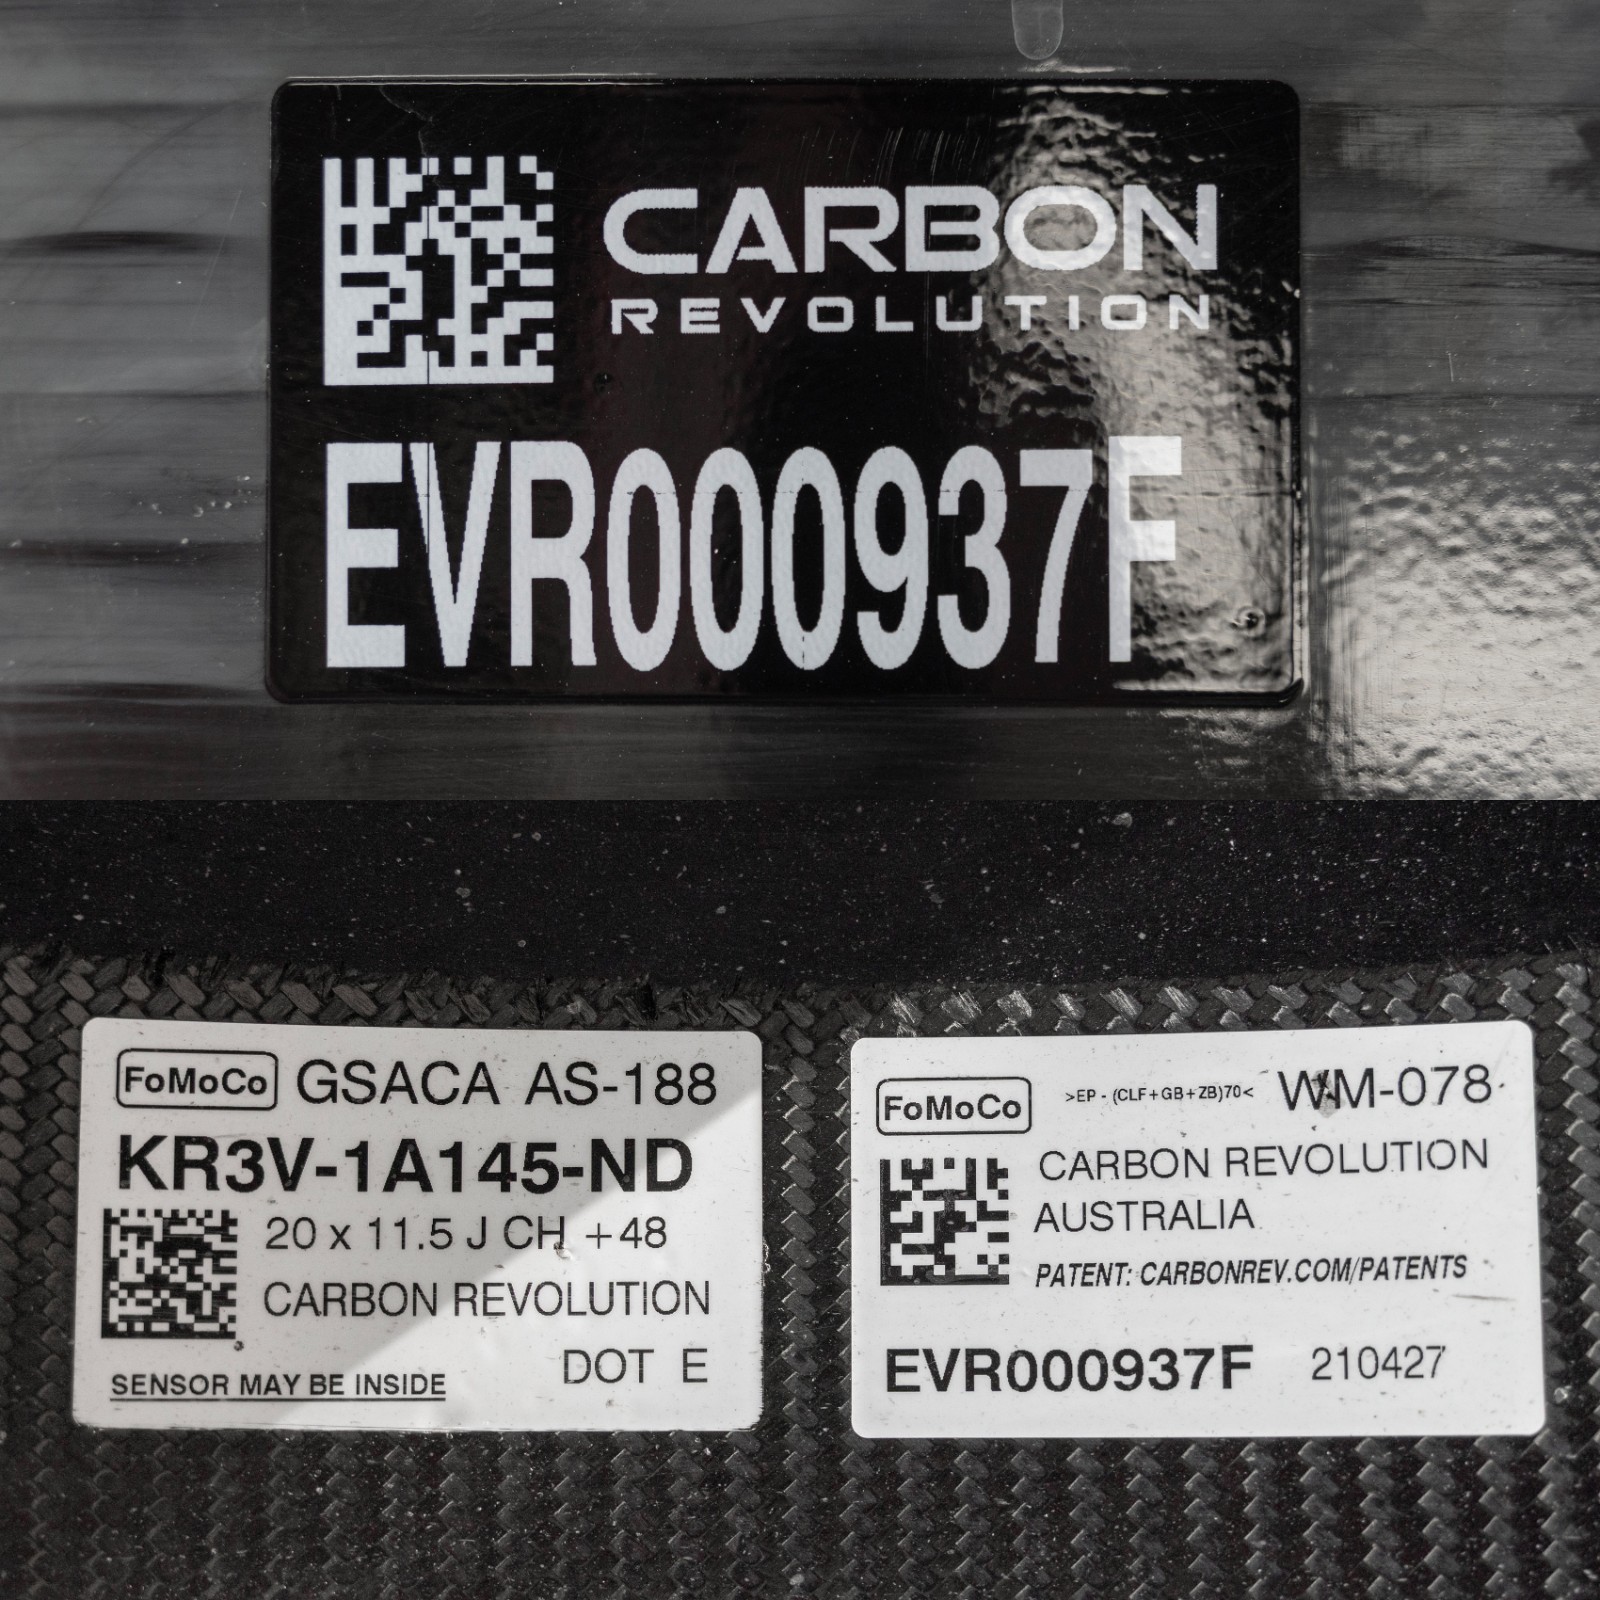 CARBON
REVOLUTION
EVR000937F
FoMoCo GSACA AS-188
KR3V-1A145-ND
20 x 11.5 J CH +48
CARBON REVOLUTION
DOT E
SENSOR MAY BE INSIDE
FoMoCo >EP - (CLF+GB+ZB)70< WM-078
CARBON REVOLUTION
AUSTRALIA
PATENT: CARBONREV.COM/PATENTS
EVR000937F 210427